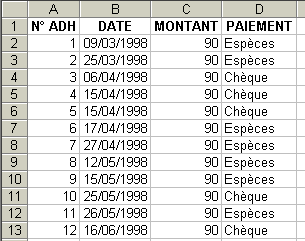 A B C D
1 N° ADH DATE MONTANT PAIEMENT
2 1 09/03/1998 90 Espèces
3 2 25/03/1998 90 Espèces
4 3 06/04/1998 90 Chèque
5 4 15/04/1998 90 Chèque
6 5 15/04/1998 90 Chèque
7 6 17/04/1998 90 Espèces
8 7 27/04/1998 90 Espèces
9 8 12/05/1998 90 Espèces
10 9 15/05/1998 90 Espèces
11 10 25/05/1998 90 Chèque
12 11 26/05/1998 90 Espèces
13 12 16/06/1998 90 Chèque